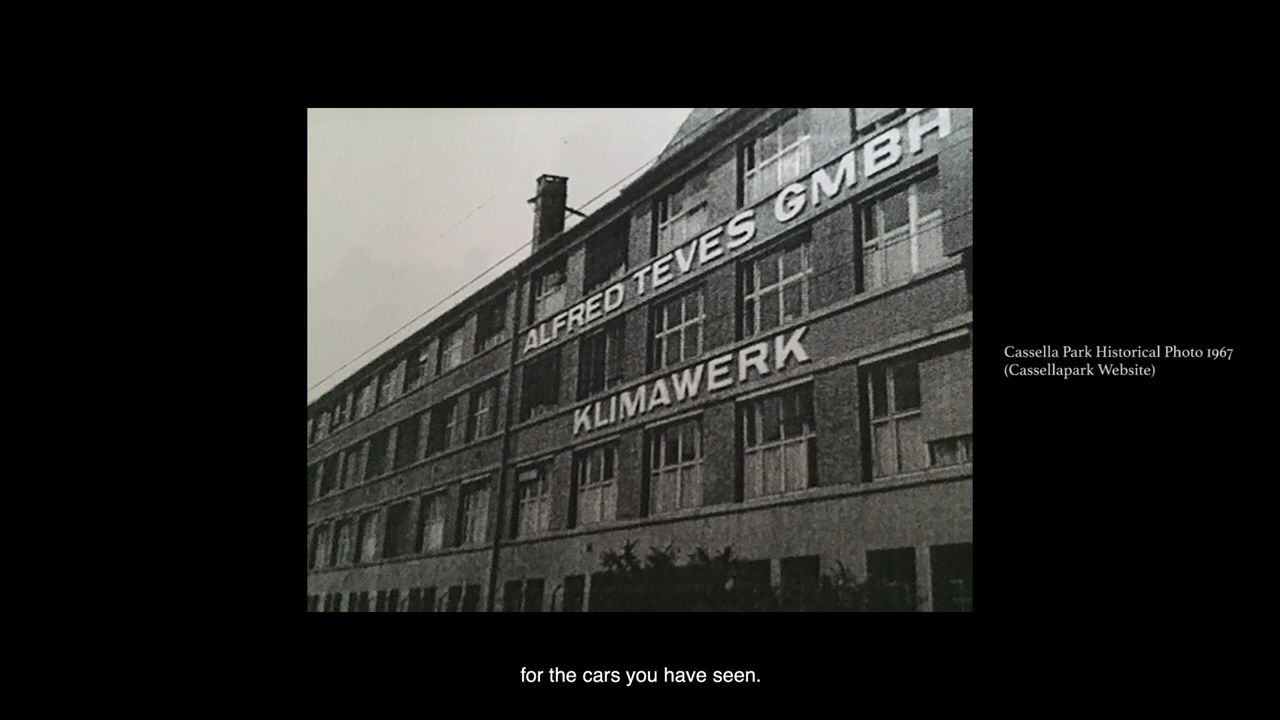 ALFRED TEVES GMBH
KLIMAWERK
Cassella Park Historical Photo 1967
(Cassellapark Website)
for the cars you have seen.